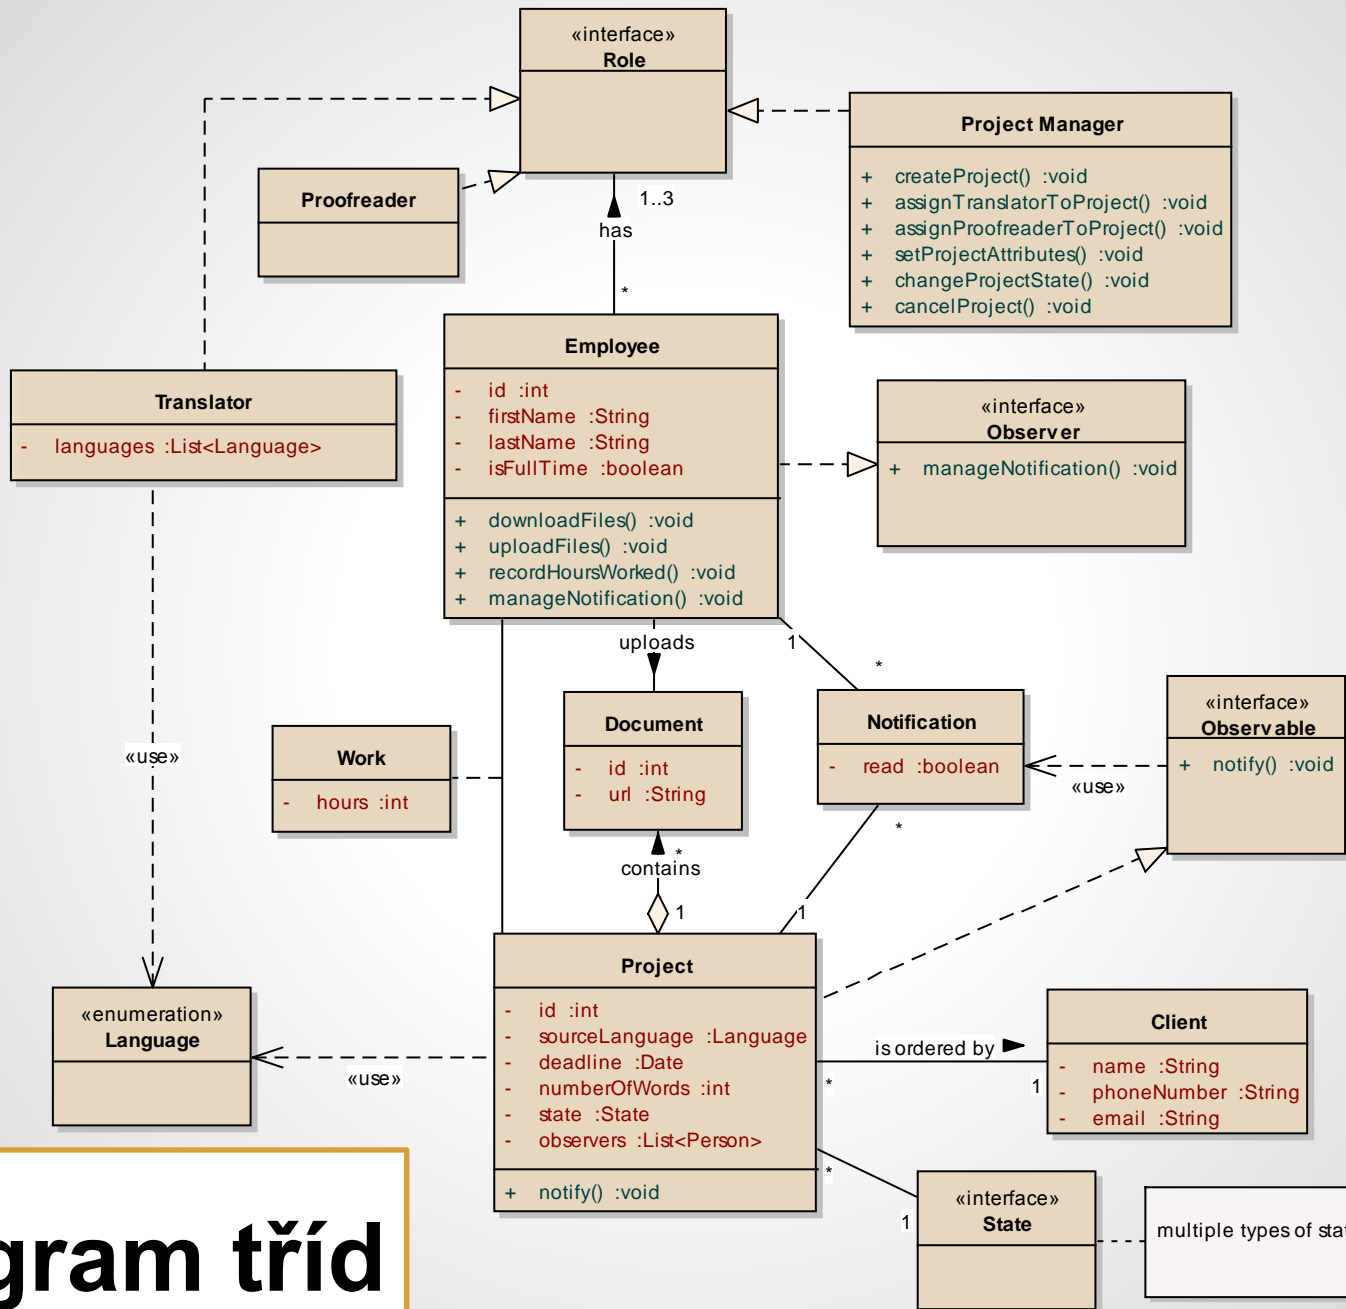 «interface»
Role
Project Manager
+ createProject() :void
+ assignTranslatorToProject() :void
+ assignProofreaderToProject() :void
+ setProjectAttributes() :void
+ changeProjectState() :void
+ cancelProject() :void
Proofreader
1..3
has
*
Employee
- id :int
- firstName :String
- lastName :String
- isFullTime :boolean
+ downloadFiles() :void
+ uploadFiles() :void
+ recordHoursWorked() :void
+ manageNotification() :void
Translator
- languages :List<Language>
«interface»
Observer
+ manageNotification() :void
uploads
1
*
Document
- id :int
- url :String
Notification
- read :boolean
«interface»
Observable
+ notify() :void
«use»
«use»
Work
- hours :int
*
contains
1
*
1
Project
- id :int
- sourceLanguage :Language
- deadline :Date
- numberOfWords :int
- state :State
- observers :List<Person>
+ notify() :void
«enumeration»
Language
«use»
is ordered by
*
1
Client
- name :String
- phoneNumber :String
- email :String
*
1
«interface»
State
multiple types of stat
gram tříd